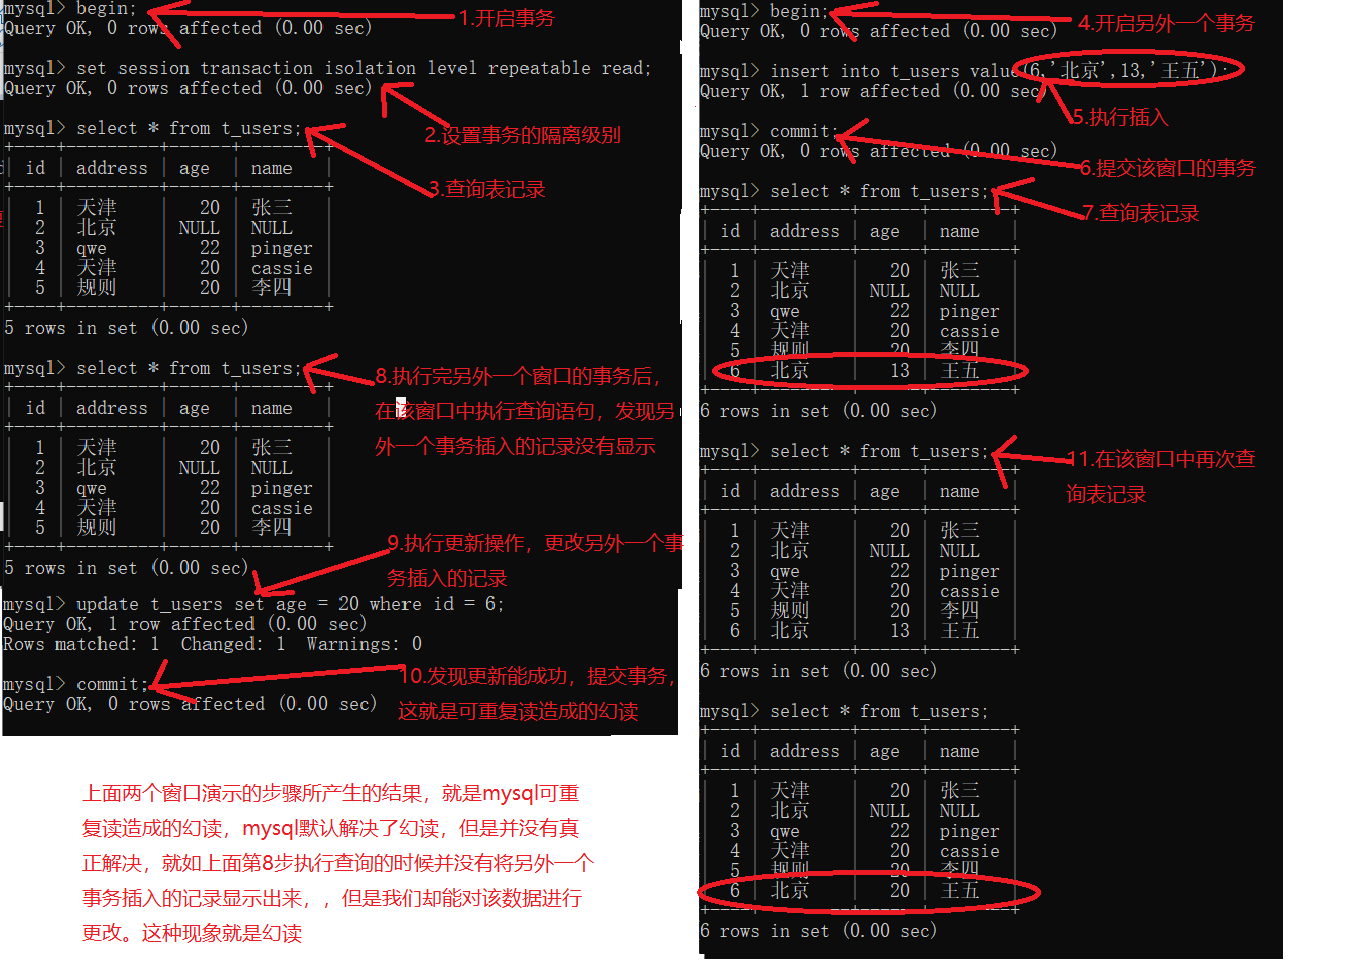 mysql> begin;
Query OK, 0 rows affected (0.00 sec)
1.开启事务
mysql> set session transaction isolation level repeatable read;
Query OK, 0 rows affected (0.00 sec)
2.设置事务的隔离级别
mysql> select * from t_users;
+----+---------+------+--------+
| id | address | age | name |
+----+---------+------+--------+
| 1 | 天津 | 20 | 张三 |
| 2 | 北京 | NULL | NULL |
| 3 | qwe | 22 | pinger |
| 4 | 天津 | 20 | cassie |
| 5 | 规则 | 20 | 李四 |
+----+---------+------+--------+
5 rows in set (0.00 sec)
3.查询表记录
mysql> select * from t_users;
+----+---------+------+--------+
| id | address | age | name |
+----+---------+------+--------+
| 1 | 天津 | 20 | 张三 |
| 2 | 北京 | NULL | NULL |
| 3 | qwe | 22 | pinger |
| 4 | 天津 | 20 | cassie |
| 5 | 规则 | 20 | 李四 |
+----+---------+------+--------+
5 rows in set (0.00 sec)
8.执行完另外一个窗口的事务后，
在该窗口中执行查询语句，发现另
外一个事务插入的记录没有显示
9.执行更新操作，更改另外一个事
务插入的记录
mysql> update t_users set age = 20 where id = 6;
Query OK, 1 row affected (0.00 sec)
Rows matched: 1  Changed: 1  Warnings: 0
mysql> commit;
Query OK, 0 rows affected (0.00 sec)
10.发现更新能成功，提交事务，
这就是可重复读造成的幻读
上面两个窗口演示的步骤所产生的结果，就是mysql可重
复读造成的幻读，mysql默认解决了幻读，但是并没有真
正解决，就如上面第8步执行查询的时候并没有将另外一个
事务插入的记录显示出来，，但是我们却能对该数据进行
更改。这种现象就是幻读
mysql> begin;
Query OK, 0 rows affected (0.00 sec)
4.开启另外一个事务
mysql> insert into t_users value(6,'北京',13,'王五');
Query OK, 1 row affected (0.00 sec)
5.执行插入
mysql> commit;
Query OK, 0 rows affected (0.00 sec)
6.提交该窗口的事务
mysql> select * from t_users;
+----+---------+------+--------+
| id | address | age | name |
+----+---------+------+--------+
| 1 | 天津 | 20 | 张三 |
| 2 | 北京 | NULL | NULL |
| 3 | qwe | 22 | pinger |
| 4 | 天津 | 20 | cassie |
| 5 | 规则 | 20 | 李四 |
| 6 | 北京 | 13 | 王五 |
+----+---------+------+--------+
6 rows in set (0.00 sec)
7.查询表记录
mysql> select * from t_users;
+----+---------+------+--------+
| id | address | age | name |
+----+---------+------+--------+
| 1 | 天津 | 20 | 张三 |
| 2 | 北京 | NULL | NULL |
| 3 | qwe | 22 | pinger |
| 4 | 天津 | 20 | cassie |
| 5 | 规则 | 20 | 李四 |
| 6 | 北京 | 13 | 王五 |
+----+---------+------+--------+
6 rows in set (0.00 sec)
11.在该窗口中再次查
询表记录
mysql> select * from t_users;
+----+---------+------+--------+
| id | address | age | name |
+----+---------+------+--------+
| 1 | 天津 | 20 | 张三 |
| 2 | 北京 | NULL | NULL |
| 3 | qwe | 22 | pinger |
| 4 | 天津 | 20 | cassie |
| 5 | 规则 | 20 | 李四 |
| 6 | 北京 | 20 | 王五 |
+----+---------+------+--------+
6 rows in set (0.00 sec)